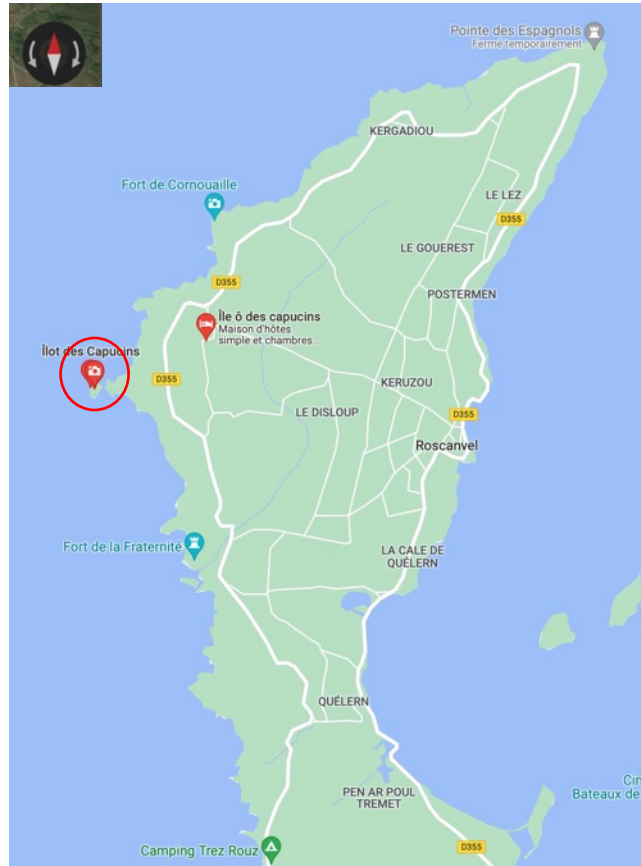 Pointe des Espagnols
Fermé temporairement
KERGADIOU
Fort de Cornouaille
LE LEZ
D355
LE GOUEREST
D355
POSTERMEN
Île ô des capucins
Maison d'hôtes
simple et chambres...
Îlot des Capucins
D355
KERUZOU
LE DISLOUP
D355
Roscanvel
Fort de la Fraternité
LA CALE DE
QUÉLERN
QUÉLERN
Cin
Bateaux de
PEN AR POUL
TREMET
D355
Camping Trez Rouz